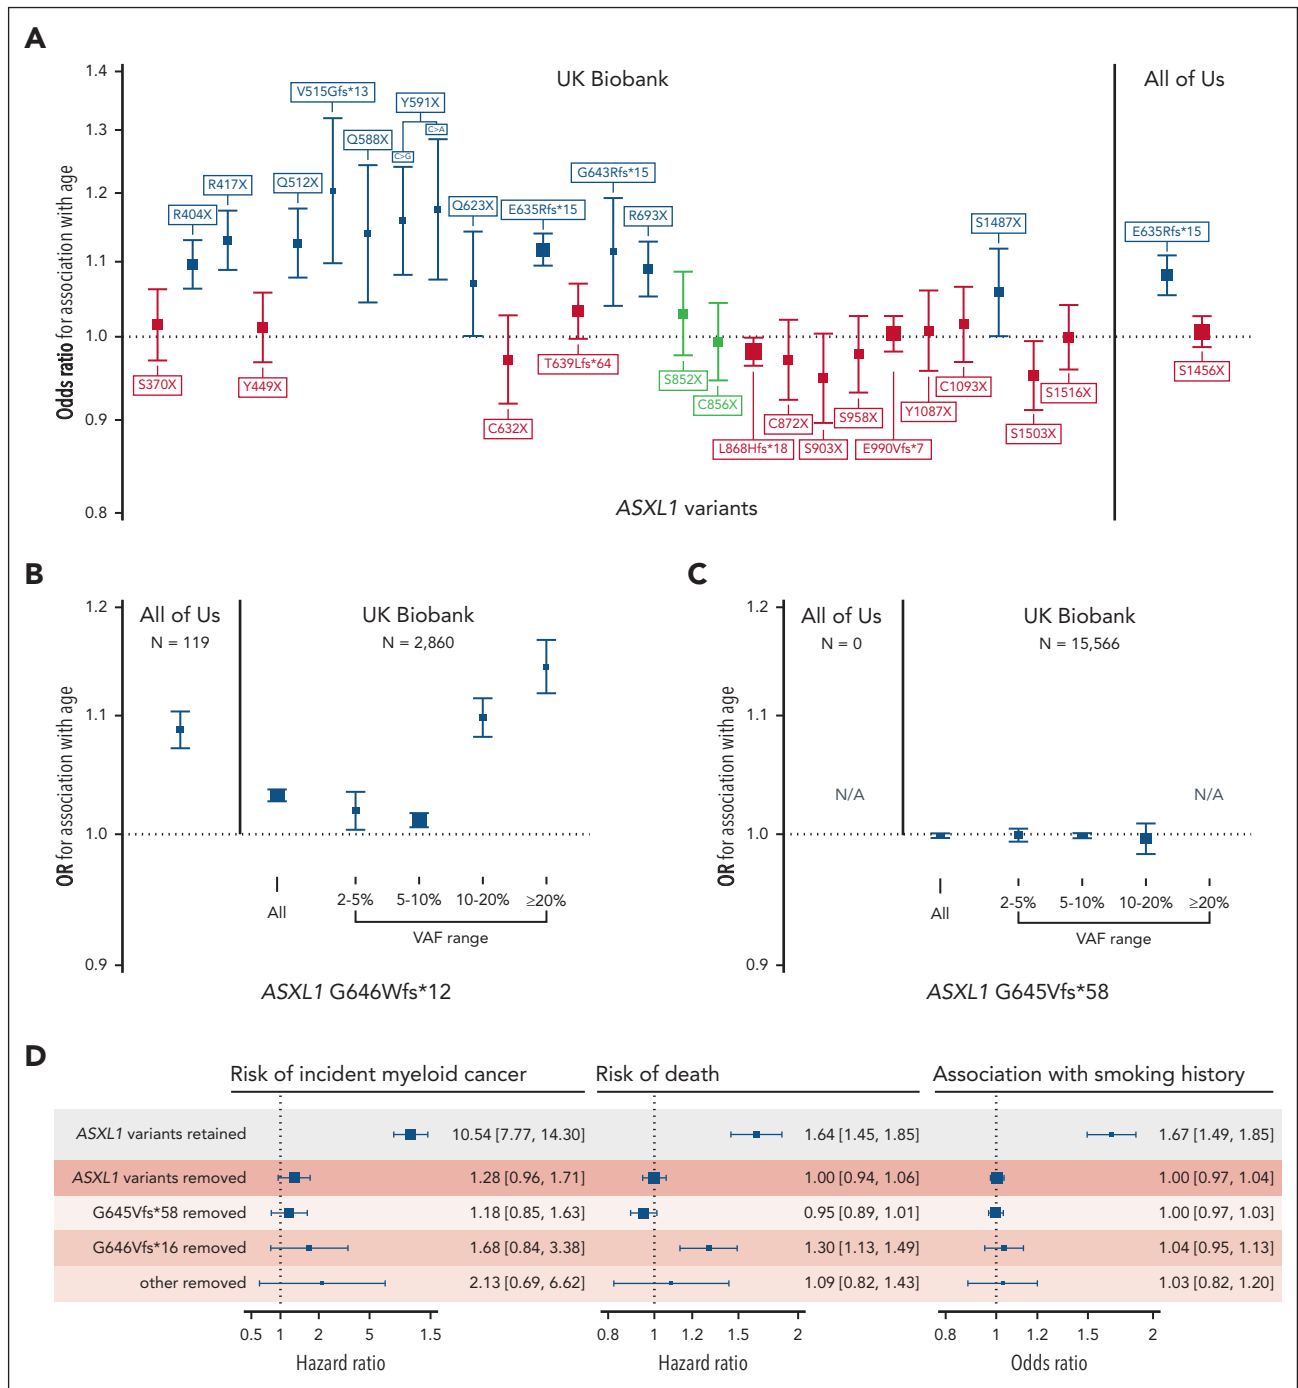 A
UK Biobank
All of Us
Odds ratio for association with age
1.4
1.3
1.2
1.1
1.0
0.9
0.8
S370X
R404X
R417X
Y449X
Q512X
V515Gfs*13
Q588X
Y591X
C>G
C>A
Q623X
C632X
E635Rfs*15
T639Lfs*64
G643Rfs*15
R693X
S852X
C856X
L868Hfs*18
C872X
S903X
S958X
E990Vfs*7
Y1087X
C1093X
S1487X
S1503X
S1516X
E635Rfs*15
S1456X
ASXL1 variants
B
All of Us
N = 119
UK Biobank
N = 2,860
OR for association with age
1.2
1.1
1.0
0.9
All
2-5%
5-10%
10-20%
≥20%
VAF range
ASXL1 G646Wfs*12
C
All of Us
N = 0
UK Biobank
N = 15,566
OR for association with age
1.2
1.1
1.0
0.9
N/A
N/A
All
2-5%
5-10%
10-20%
≥20%
VAF range
ASXL1 G645Vfs*58
D
Risk of incident myeloid cancer Risk of death Association with smoking history
ASXL1 variants retained 10.54 [7.77, 14.30] 1.64 [1.45, 1.85] 1.67 [1.49, 1.85]
ASXL1 variants removed 1.28 [0.96, 1.71] 1.00 [0.94, 1.06] 1.00 [0.97, 1.04]
G645Vfs*58 removed 1.18 [0.85, 1.63] 0.95 [0.89, 1.01] 1.00 [0.97, 1.03]
G646Vfs*16 removed 1.68 [0.84, 3.38] 1.30 [1.13, 1.49] 1.04 [0.95, 1.13]
other removed 2.13 [0.69, 6.62] 1.09 [0.82, 1.43] 1.03 [0.82, 1.20]
0.5 1 2 5 1.5 0.8 1 1.2 1.5 2 0.8 1 1.2 1.5 2
Hazard ratio Hazard ratio Odds ratio